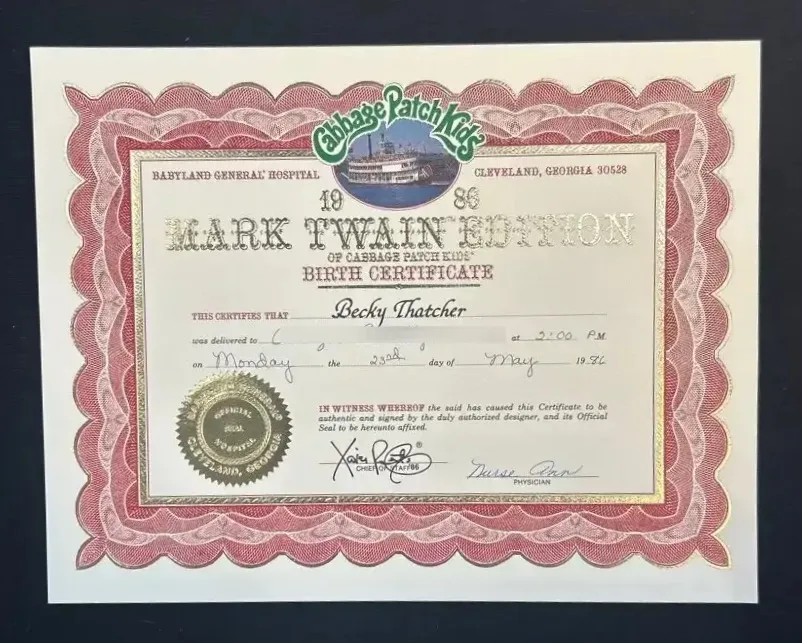 Cabbage Patch Kids
BABYLAND GENERAL HOSPITAL CLEVELAND, GEORGIA 30528
19 86
MARK TWAIN EDITION
OF CABBAGE PATCH KIDS®
BIRTH CERTIFICATE
THIS CERTIFIES THAT Becky Thatcher
was delivered to at 2:00 PM
on Monday the 23rd day of May 1986
IN WITNESS WHEREOF the said has caused this Certificate to be
authentic and signed by the duly authorized designer, and its Official
Seal to be hereunto affixed.
OFFICIAL
SEAL
HOSPITAL
CLEVELAND, GEORGIA
® '86
CHIEF OF STAFF
Nurse Ann
PHYSICIAN